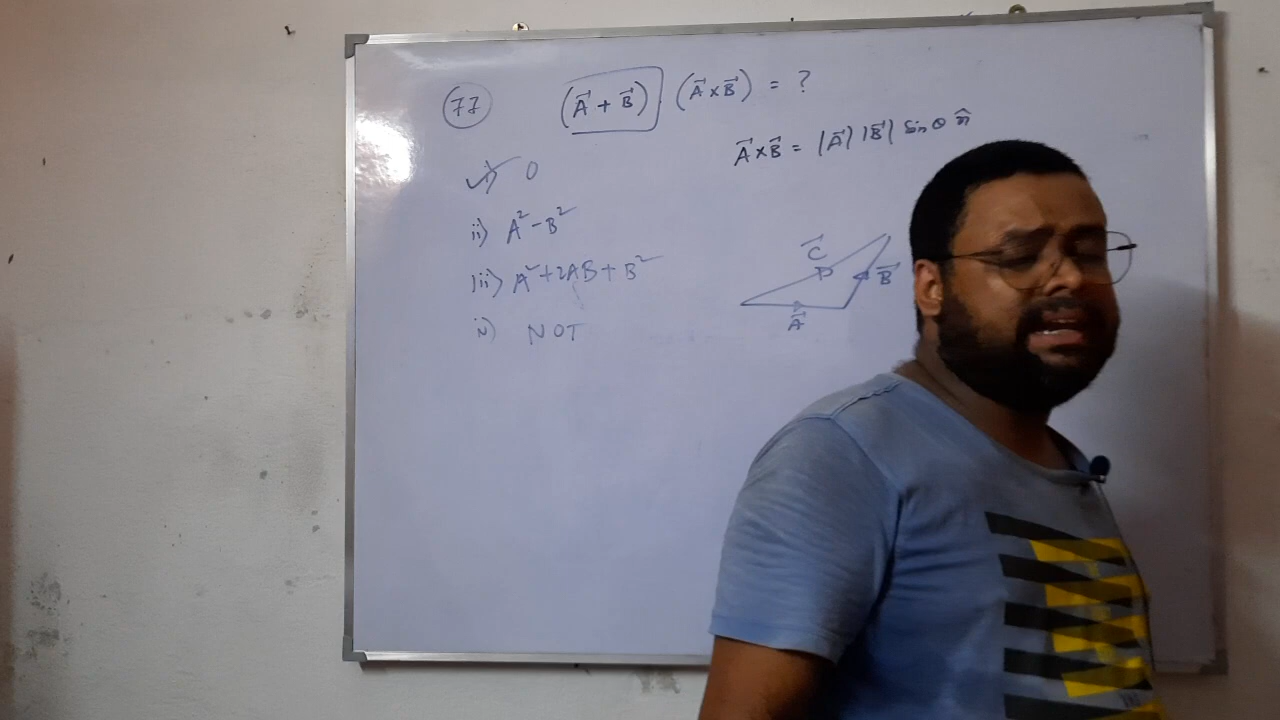 77 (A⃗ + B⃗) . (A⃗ × B⃗) = ?
A⃗ × B⃗ = |A⃗| |B⃗| Sin θ n̂
i) 0
ii) A² - B²
iii) A² + 2AB + B²
iv) NOT
C⃗
B⃗
A⃗